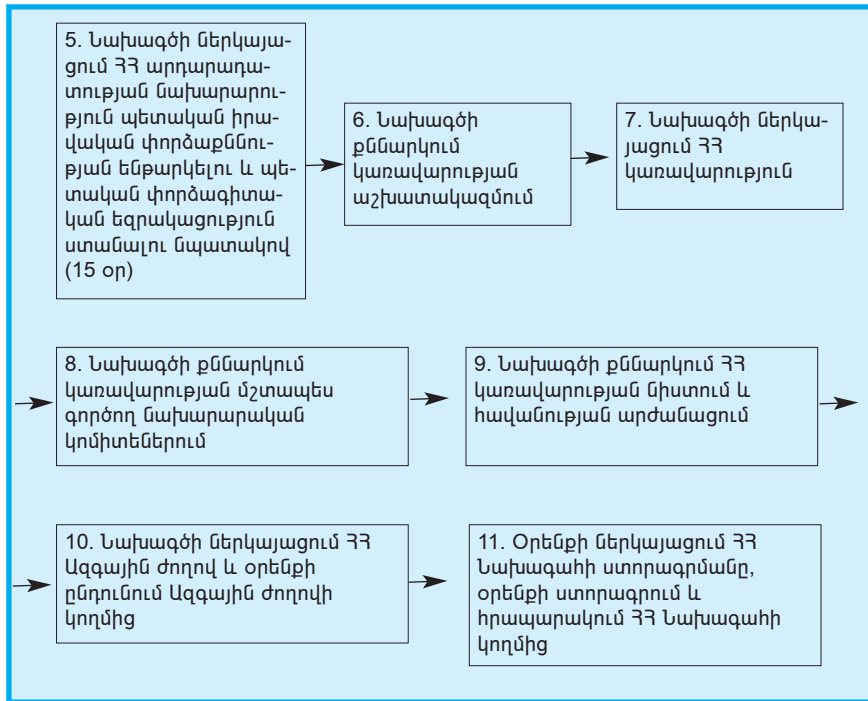 5. Նախագծի ներկայա-
ցում ՀՀ արդարադա-
տության նախարարու-
թյուն պետական իրա-
վական փորձաքննու-
թյան ենթարկելու և պե-
տական փորձագիտա-
կան եզրակացություն
ստանալու նպատակով
(15 օր)
6. Նախագծի
քննարկում
կառավարության
աշխատակազմում
7. Նախագծի ներկա-
յացում ՀՀ
կառավարություն
8. Նախագծի քննարկում
կառավարության մշտապես
գործող նախարարական
կոմիտեներում
9. Նախագծի քննարկում ՀՀ
կառավարության նիստում և
հավանության արժանացում
10. Նախագծի ներկայացում ՀՀ
Ազգային ժողով և օրենքի
ընդունում Ազգային ժողովի
կողմից
11. Օրենքի ներկայացում ՀՀ
Նախագահի ստորագրմանը,
օրենքի ստորագրում և
հրապարակում ՀՀ Նախագահի
կողմից